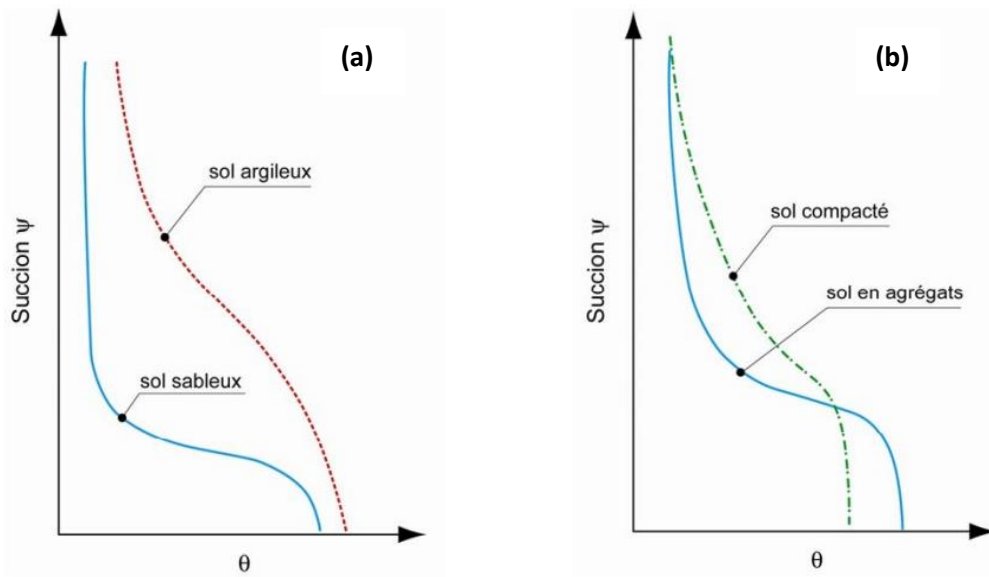 (a)
sol argileux
sol sableux
Succion ψ
θ
(b)
sol compacté
sol en agrégats
Succion ψ
θ